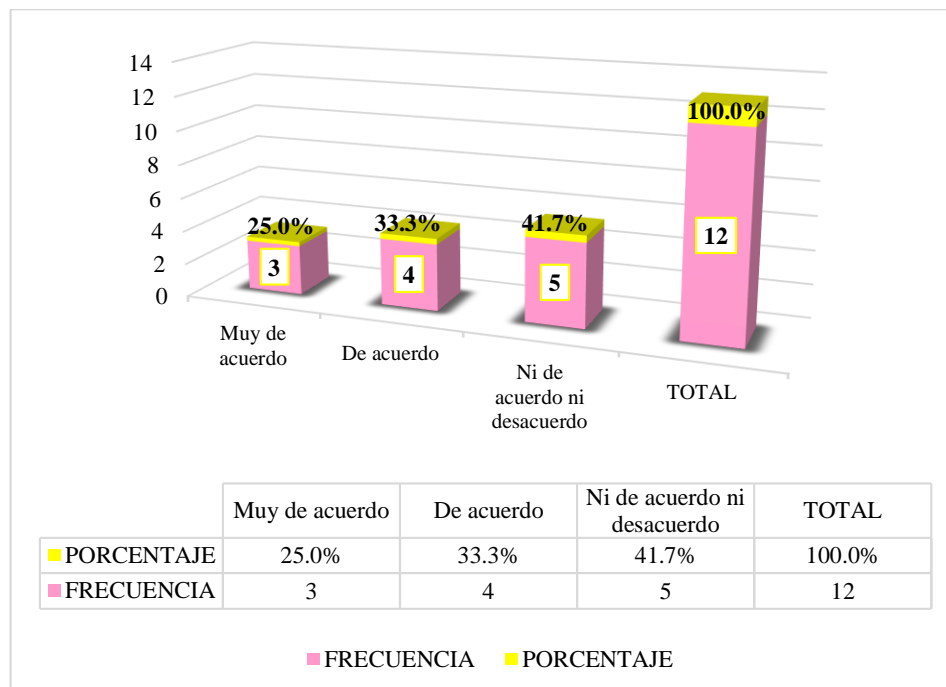 14
12
10
8
6
4
2
0
25.0%
33.3%
41.7%
100.0%
3
4
5
12
Muy de
acuerdo
De acuerdo
Ni de
acuerdo ni
desacuerdo
TOTAL
Muy de acuerdo De acuerdo Ni de acuerdo ni desacuerdo TOTAL
PORCENTAJE 25.0% 33.3% 41.7% 100.0%
FRECUENCIA 3 4 5 12
FRECUENCIA PORCENTAJE